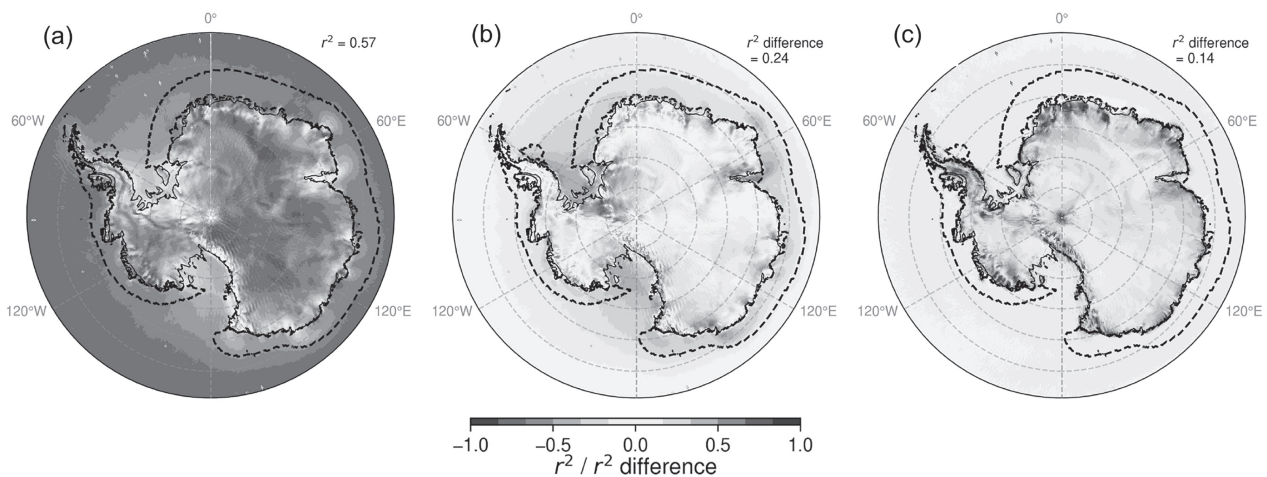 (a)
0°
r² = 0.57
60°W
60°E
120°W
120°E
(b)
0°
r² difference
= 0.24
60°W
60°E
120°W
120°E
(c)
0°
r² difference
= 0.14
60°W
60°E
120°W
120°E
−1.0 −0.5 0.0 0.5 1.0
r² / r² difference